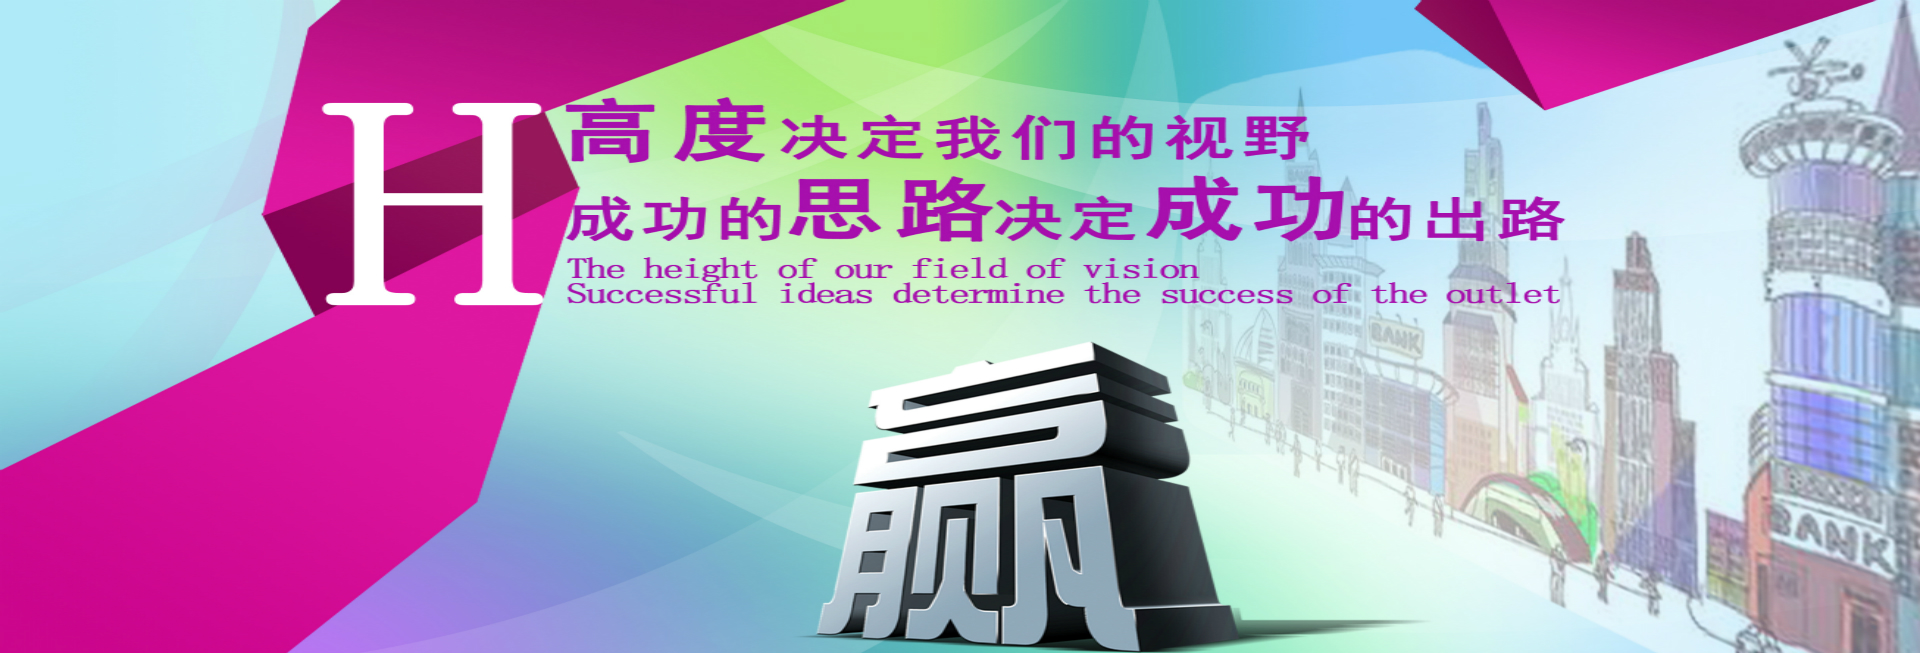 H
高度决定我们的视野
成功的思路决定成功的出路
The height of our field of vision
Successful ideas determine the success of the outlet
赢
BANK
BANK